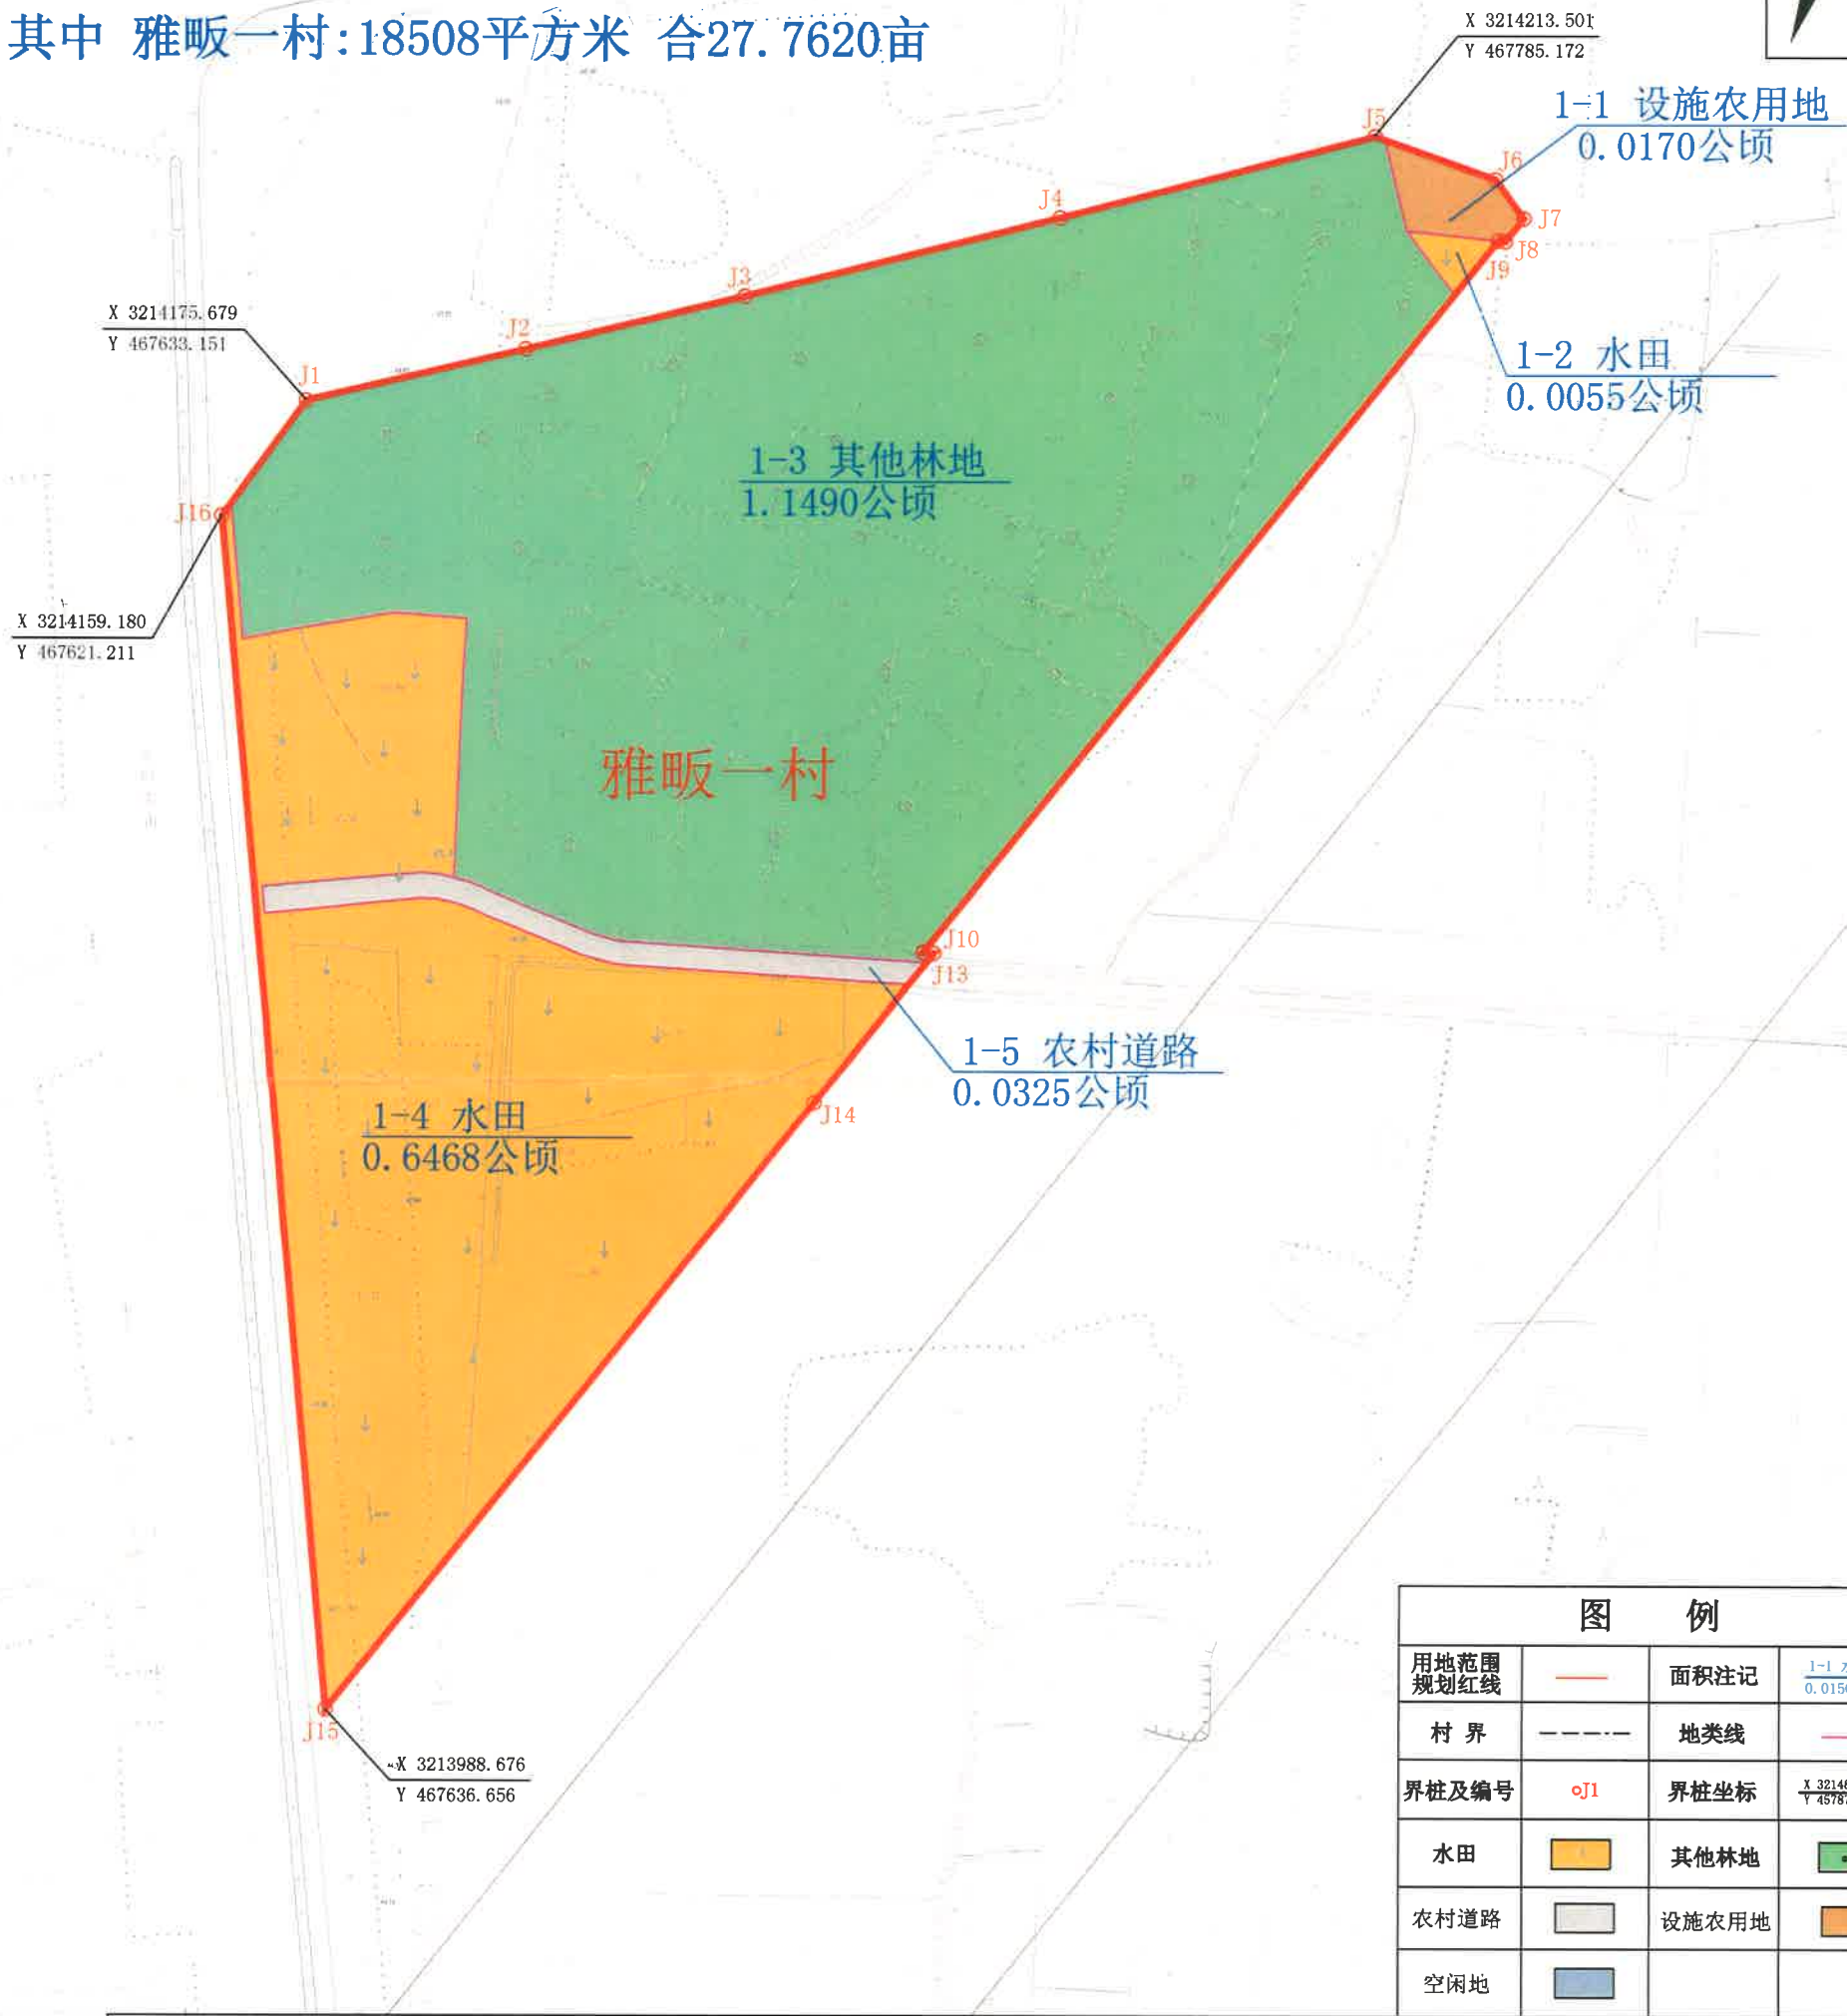 其中 雅畈一村:18508平方米 合27.7620亩
X 3214213.501
Y 467785.172
1-1 设施农用地
0.0170公顷
J5
J6
J7
J8
J9
J4
J3
J2
J1
X 3214175.679
Y 467633.151
1-2 水田
0.0055公顷
1-3 其他林地
1.1490公顷
J16
X 3214159.180
Y 467621.211
雅畈一村
J10
J13
1-5 农村道路
0.0325公顷
J14
1-4 水田
0.6468公顷
J15
X 3213988.676
Y 467636.656
图 例
用地范围
规划红线
面积注记
1-1
村 界
地类线
界桩及编号
J1
界桩坐标
水田
其他林地
农村道路
设施农用地
空闲地